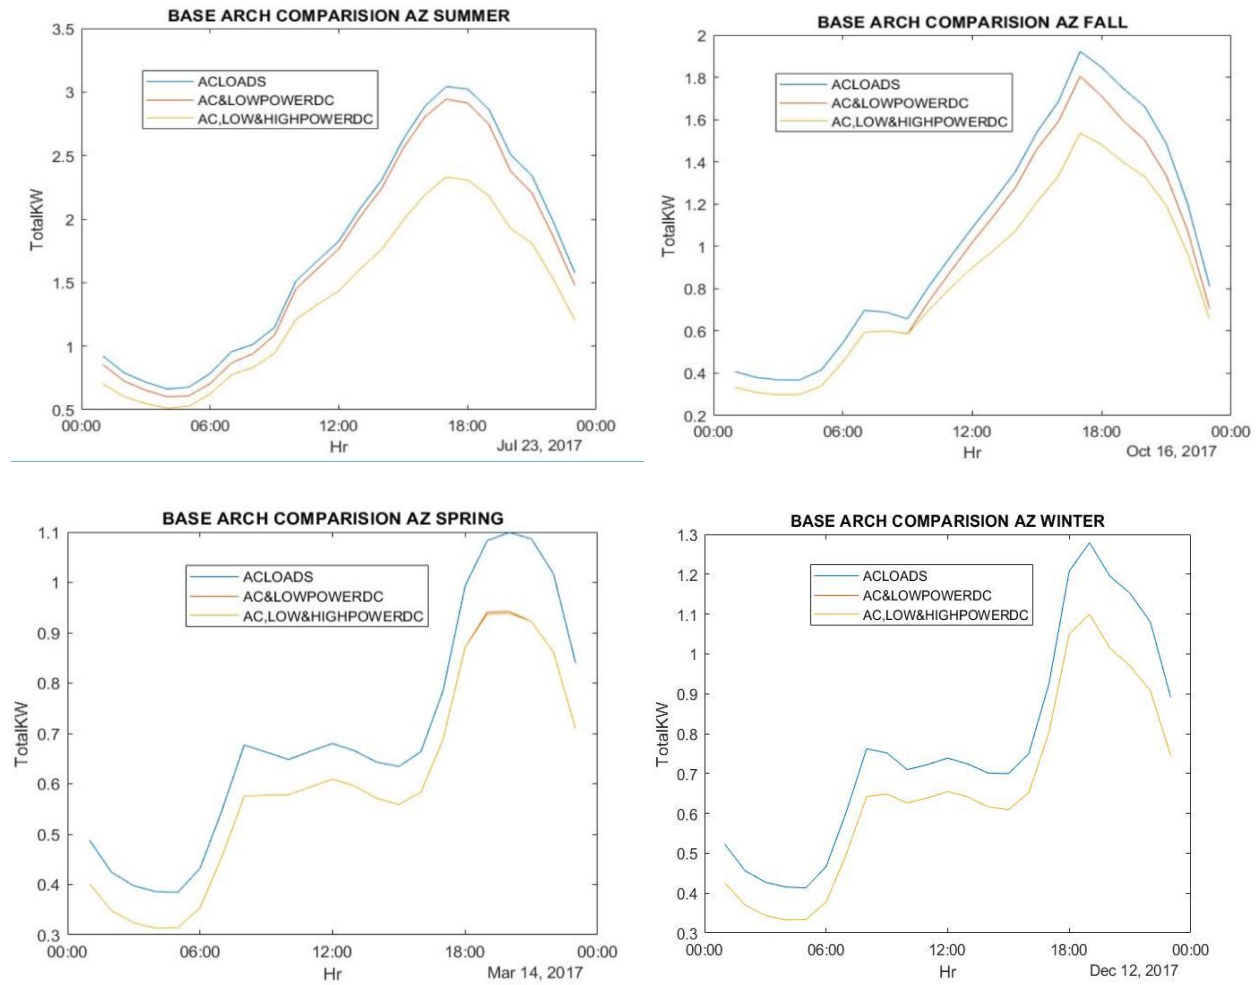 BASE ARCH COMPARISION AZ SUMMER
3.5
3
2.5
2
1.5
1
0.5
TotalKW
ACLOADS
AC&LOWPOWERDC
AC,LOW&HIGHPOWERDC
00:00 06:00 12:00 18:00 00:00
Hr
Jul 23, 2017
BASE ARCH COMPARISION AZ FALL
2
1.8
1.6
1.4
1.2
1
0.8
0.6
0.4
0.2
TotalKW
ACLOADS
AC&LOWPOWERDC
AC,LOW&HIGHPOWERDC
00:00 06:00 12:00 18:00 00:00
Hr
Oct 16, 2017
BASE ARCH COMPARISION AZ SPRING
1.1
1
0.9
0.8
0.7
0.6
0.5
0.4
0.3
TotalKW
ACLOADS
AC&LOWPOWERDC
AC,LOW&HIGHPOWERDC
00:00 06:00 12:00 18:00 00:00
Hr
Mar 14, 2017
BASE ARCH COMPARISION AZ WINTER
1.3
1.2
1.1
1
0.9
0.8
0.7
0.6
0.5
0.4
0.3
TotalKW
ACLOADS
AC&LOWPOWERDC
AC,LOW&HIGHPOWERDC
00:00 06:00 12:00 18:00 00:00
Hr
Dec 12, 2017